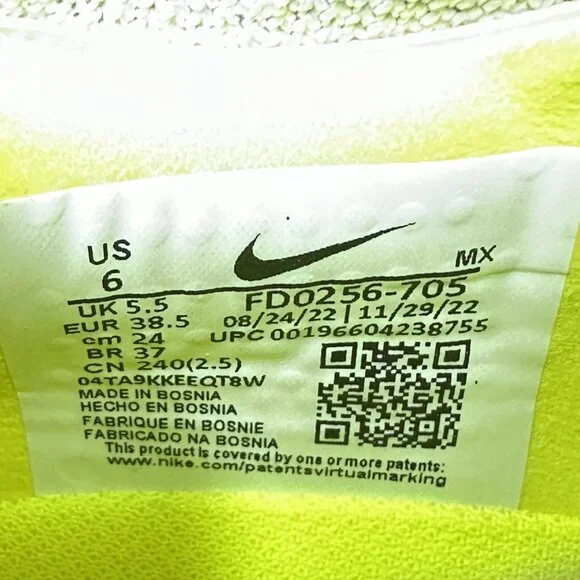 US
6
MX
UK 5.5
EUR 38.5
cm 24
BR 37
CN 240(2.5)
FD0256-705
08/24/22 | 11/29/22
UPC 00196604238755
04TA9KKEEQT8W
MADE IN BOSNIA
HECHO EN BOSNIA
FABRIQUE EN BOSNIE
FABRICADO NA BOSNIA
This product is covered by one or more patents:
www.nike.com/patentsvirtualmarking